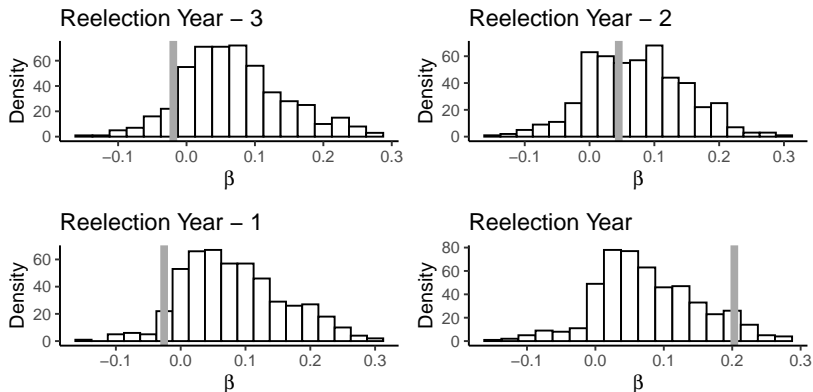 Reelection Year − 3
Density
60
40
20
0
−0.1 0.0 0.1 0.2 0.3
β
Reelection Year − 2
Density
60
40
20
0
−0.1 0.0 0.1 0.2 0.3
β
Reelection Year − 1
Density
60
40
20
0
−0.1 0.0 0.1 0.2 0.3
β
Reelection Year
Density
80
60
40
20
0
−0.1 0.0 0.1 0.2 0.3
β